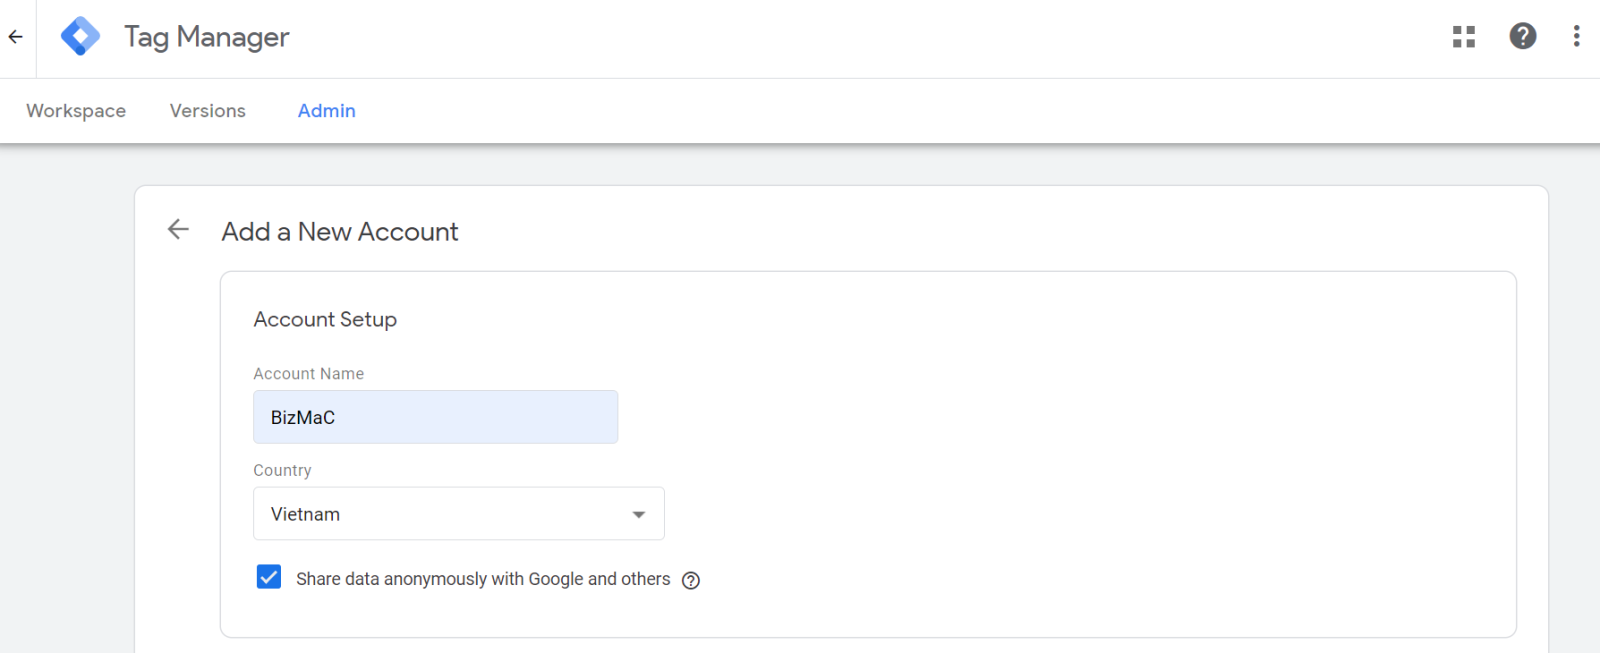 Tag Manager
Workspace Versions Admin
Add a New Account
Account Setup
Account Name
BizMaC
Country
Vietnam
Share data anonymously with Google and others